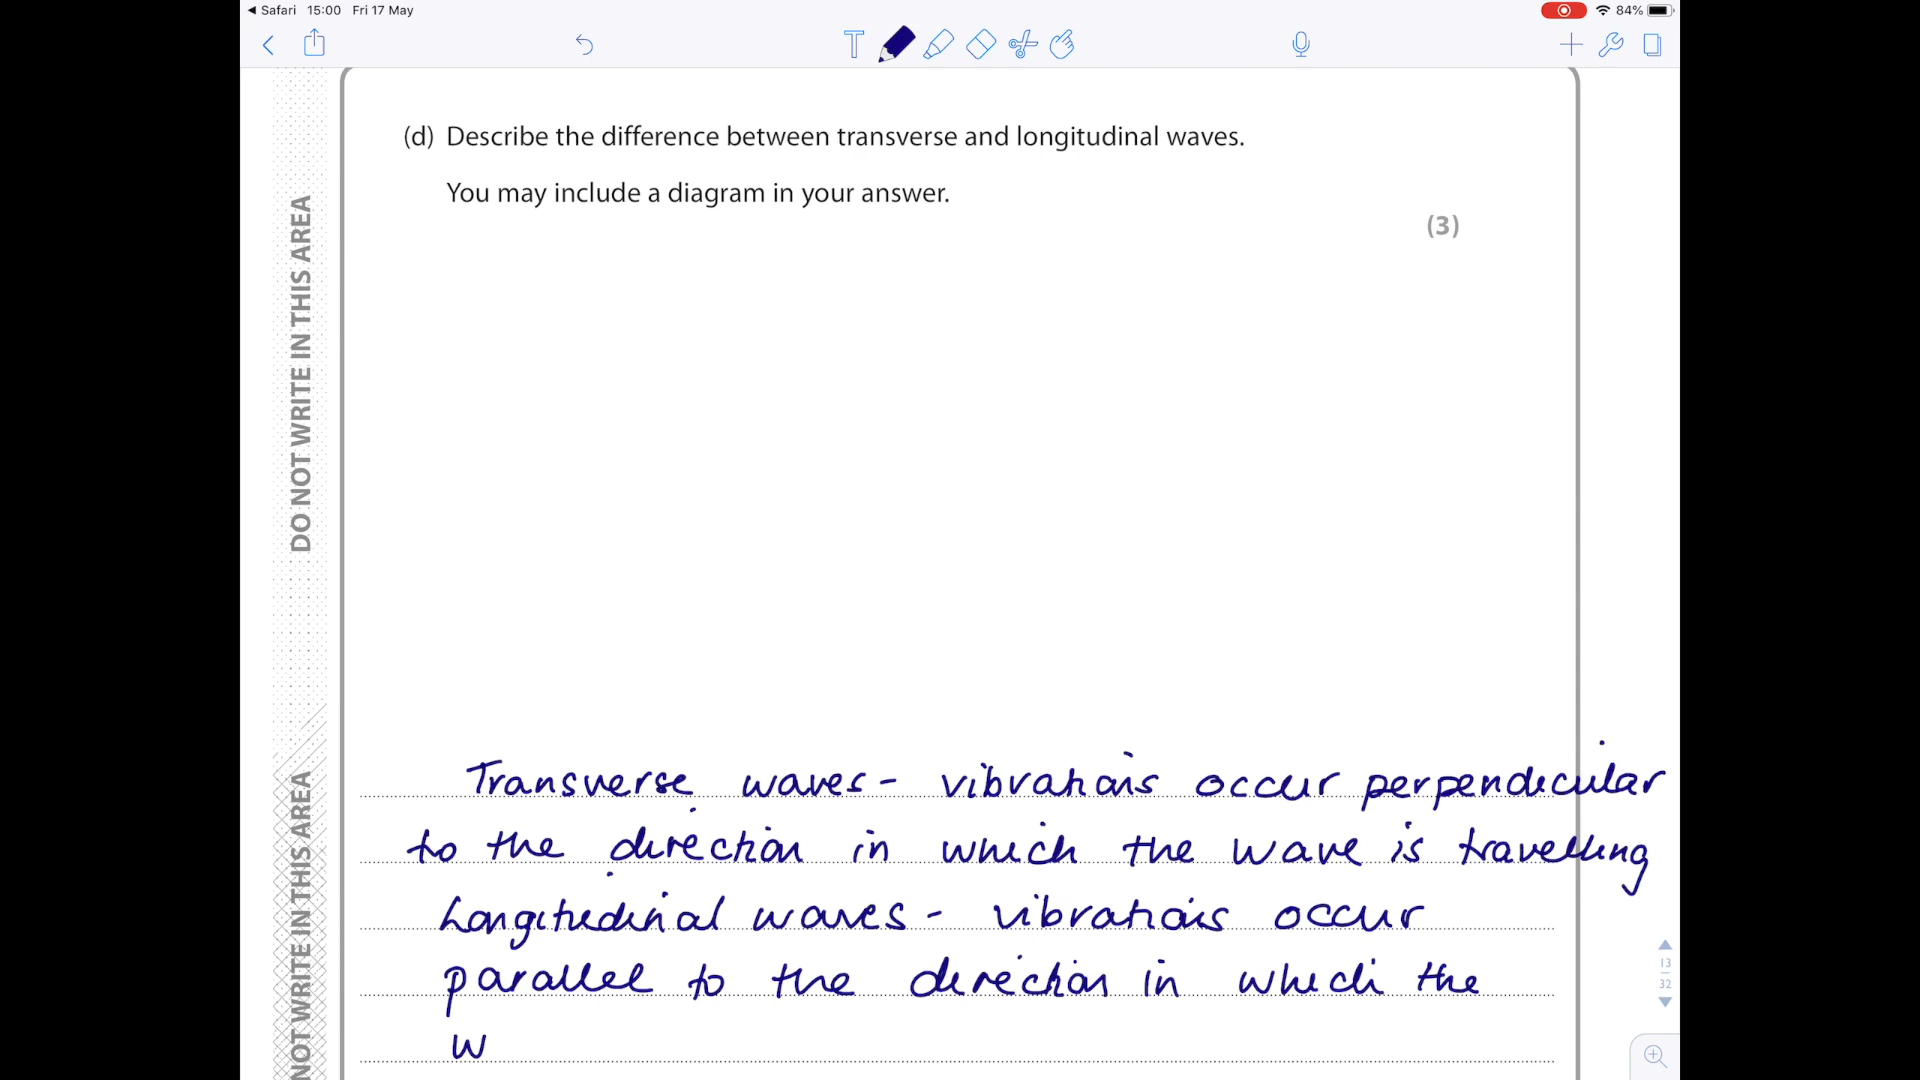 ◀ Safari 15:00 Fri 17 May
84%
T
(d) Describe the difference between transverse and longitudinal waves.
You may include a diagram in your answer.
(3)
DO NOT WRITE IN THIS AREA
NOT WRITE IN THIS AREA
Transverse waves - vibrations occur perpendicular
to the direction in which the wave is travelling
Longitudinal waves - vibrations occur
parallel to the direction in which the
w
13
32